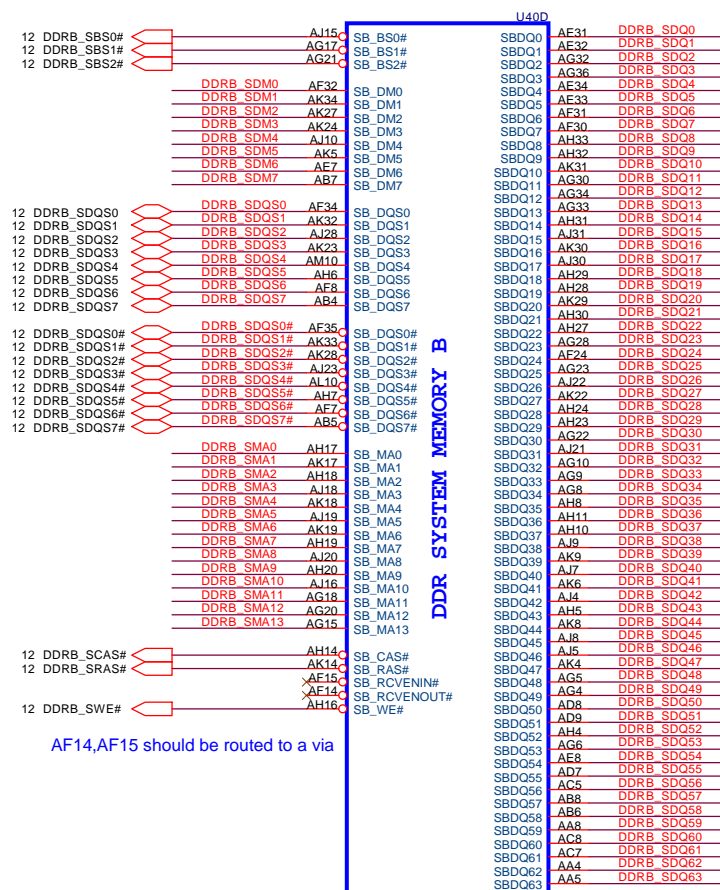 U40D
12 DDRB_SBS0# AJ15 SB_BS0#
12 DDRB_SBS1# AG17 SB_BS1#
12 DDRB_SBS2# AG21 SB_BS2#
DDRB_SDM0 AF32 SB_DM0
DDRB_SDM1 AK34 SB_DM1
DDRB_SDM2 AK27 SB_DM2
DDRB_SDM3 AK24 SB_DM3
DDRB_SDM4 AJ10 SB_DM4
DDRB_SDM5 AK5 SB_DM5
DDRB_SDM6 AE7 SB_DM6
DDRB_SDM7 AB7 SB_DM7
12 DDRB_SDQS0 DDRB_SDQS0 AF34 SB_DQS0
12 DDRB_SDQS1 DDRB_SDQS1 AK32 SB_DQS1
12 DDRB_SDQS2 DDRB_SDQS2 AJ28 SB_DQS2
12 DDRB_SDQS3 DDRB_SDQS3 AK23 SB_DQS3
12 DDRB_SDQS4 DDRB_SDQS4 AM10 SB_DQS4
12 DDRB_SDQS5 DDRB_SDQS5 AH6 SB_DQS5
12 DDRB_SDQS6 DDRB_SDQS6 AF8 SB_DQS6
12 DDRB_SDQS7 DDRB_SDQS7 AB4 SB_DQS7
12 DDRB_SDQS0# DDRB_SDQS0# AF35 SB_DQS0#
12 DDRB_SDQS1# DDRB_SDQS1# AK33 SB_DQS1#
12 DDRB_SDQS2# DDRB_SDQS2# AK28 SB_DQS2#
12 DDRB_SDQS3# DDRB_SDQS3# AJ23 SB_DQS3#
12 DDRB_SDQS4# DDRB_SDQS4# AL10 SB_DQS4#
12 DDRB_SDQS5# DDRB_SDQS5# AH7 SB_DQS5#
12 DDRB_SDQS6# DDRB_SDQS6# AF7 SB_DQS6#
12 DDRB_SDQS7# DDRB_SDQS7# AB5 SB_DQS7#
DDRB_SMA0 AH17 SB_MA0
DDRB_SMA1 AK17 SB_MA1
DDRB_SMA2 AH18 SB_MA2
DDRB_SMA3 AJ18 SB_MA3
DDRB_SMA4 AK18 SB_MA4
DDRB_SMA5 AJ19 SB_MA5
DDRB_SMA6 AK19 SB_MA6
DDRB_SMA7 AH19 SB_MA7
DDRB_SMA8 AJ20 SB_MA8
DDRB_SMA9 AH20 SB_MA9
DDRB_SMA10 AJ16 SB_MA10
DDRB_SMA11 AG18 SB_MA11
DDRB_SMA12 AG20 SB_MA12
DDRB_SMA13 AG15 SB_MA13
12 DDRB_SCAS# AH14 SB_CAS#
12 DDRB_SRAS# AK14 SB_RAS#
AF15 SB_RCVENIN#
AF14 SB_RCVENOUT#
12 DDRB_SWE# AH16 SB_WE#
AF14,AF15 should be routed to a via
DDR SYSTEM MEMORY B
SBDQ0 AE31 DDRB_SDQ0
SBDQ1 AE32 DDRB_SDQ1
SBDQ2 AG32 DDRB_SDQ2
SBDQ3 AG36 DDRB_SDQ3
SBDQ4 AE34 DDRB_SDQ4
SBDQ5 AE33 DDRB_SDQ5
SBDQ6 AF31 DDRB_SDQ6
SBDQ7 AF30 DDRB_SDQ7
SBDQ8 AH33 DDRB_SDQ8
SBDQ9 AH32 DDRB_SDQ9
SBDQ10 AK31 DDRB_SDQ10
SBDQ11 AG30 DDRB_SDQ11
SBDQ12 AG34 DDRB_SDQ12
SBDQ13 AG33 DDRB_SDQ13
SBDQ14 AH31 DDRB_SDQ14
SBDQ15 AJ31 DDRB_SDQ15
SBDQ16 AK30 DDRB_SDQ16
SBDQ17 AJ30 DDRB_SDQ17
SBDQ18 AH29 DDRB_SDQ18
SBDQ19 AH28 DDRB_SDQ19
SBDQ20 AK29 DDRB_SDQ20
SBDQ21 AH30 DDRB_SDQ21
SBDQ22 AH27 DDRB_SDQ22
SBDQ23 AG28 DDRB_SDQ23
SBDQ24 AF24 DDRB_SDQ24
SBDQ25 AG23 DDRB_SDQ25
SBDQ26 AJ22 DDRB_SDQ26
SBDQ27 AK22 DDRB_SDQ27
SBDQ28 AH24 DDRB_SDQ28
SBDQ29 AH23 DDRB_SDQ29
SBDQ30 AG22 DDRB_SDQ30
SBDQ31 AJ21 DDRB_SDQ31
SBDQ32 AG10 DDRB_SDQ32
SBDQ33 AG9 DDRB_SDQ33
SBDQ34 AG8 DDRB_SDQ34
SBDQ35 AH8 DDRB_SDQ35
SBDQ36 AH11 DDRB_SDQ36
SBDQ37 AH10 DDRB_SDQ37
SBDQ38 AJ9 DDRB_SDQ38
SBDQ39 AK9 DDRB_SDQ39
SBDQ40 AJ7 DDRB_SDQ40
SBDQ41 AK6 DDRB_SDQ41
SBDQ42 AJ4 DDRB_SDQ42
SBDQ43 AH5 DDRB_SDQ43
SBDQ44 AK8 DDRB_SDQ44
SBDQ45 AJ8 DDRB_SDQ45
SBDQ46 AJ5 DDRB_SDQ46
SBDQ47 AK4 DDRB_SDQ47
SBDQ48 AG5 DDRB_SDQ48
SBDQ49 AG4 DDRB_SDQ49
SBDQ50 AD8 DDRB_SDQ50
SBDQ51 AD9 DDRB_SDQ51
SBDQ52 AH4 DDRB_SDQ52
SBDQ53 AG6 DDRB_SDQ53
SBDQ54 AE8 DDRB_SDQ54
SBDQ55 AD7 DDRB_SDQ55
SBDQ56 AC5 DDRB_SDQ56
SBDQ57 AB8 DDRB_SDQ57
SBDQ58 AB6 DDRB_SDQ58
SBDQ59 AA8 DDRB_SDQ59
SBDQ60 AC8 DDRB_SDQ60
SBDQ61 AC7 DDRB_SDQ61
SBDQ62 AA4 DDRB_SDQ62
SBDQ63 AA5 DDRB_SDQ63